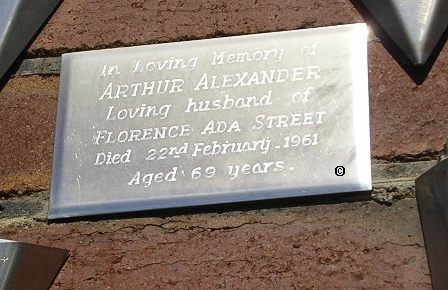 In Loving Memory of
ARTHUR ALEXANDER
Loving husband of
FLORENCE ADA STREET
Died 22nd February - 1961
Aged 69 years.
©